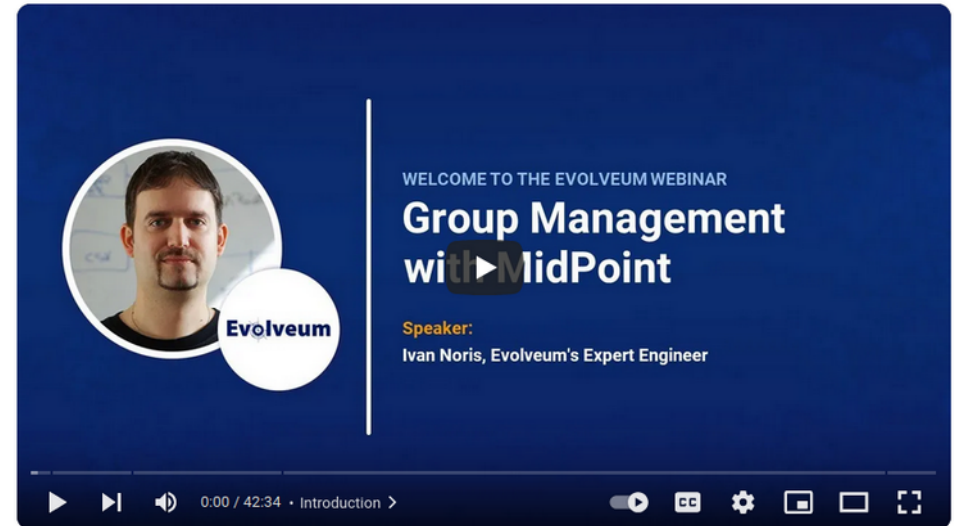 WELCOME TO THE EVOLVEUM WEBINAR
Group Management
with MidPoint
Evolveum
Speaker:
Ivan Noris, Evolveum's Expert Engineer
0:00 / 42:34 • Introduction >
CC